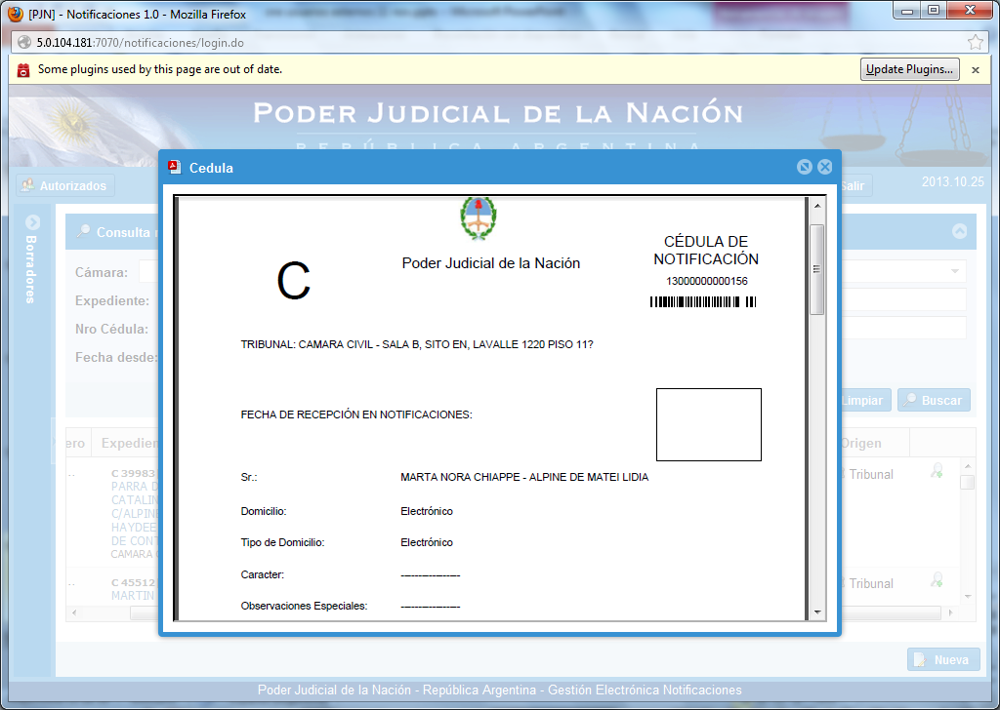 [PJN] - Notificaciones 1.0 - Mozilla Firefox
5.0.104.181:7070/notificaciones/login.do
Some plugins used by this page are out of date.
Update Plugins...
PODER JUDICIAL DE LA NACIÓN
REPÚBLICA ARGENTINA
Autorizados
Salir
2013.10.25
Cedula
Borradores
Consulta
Cámara:
Expediente:
Nro Cédula:
Fecha desde:
Limpiar
Buscar
C
Poder Judicial de la Nación
CÉDULA DE
NOTIFICACIÓN
13000000000156
TRIBUNAL: CAMARA CIVIL - SALA B, SITO EN, LAVALLE 1220 PISO 11?
FECHA DE RECEPCIÓN EN NOTIFICACIONES:
Sr.: MARTA NORA CHIAPPE - ALPINE DE MATEI LIDIA
Domicilio: Electrónico
Tipo de Domicilio: Electrónico
Caracter: ------------------
Observaciones Especiales: ------------------
ero Expedien Origen
C 39983
PARRA D
CATALIN
C/ALPINE
HAYDEE
DE CONT
CAMARA C
Tribunal
C 45512
MARTIN
Tribunal
Nueva
Poder Judicial de la Nación - República Argentina - Gestión Electrónica Notificaciones